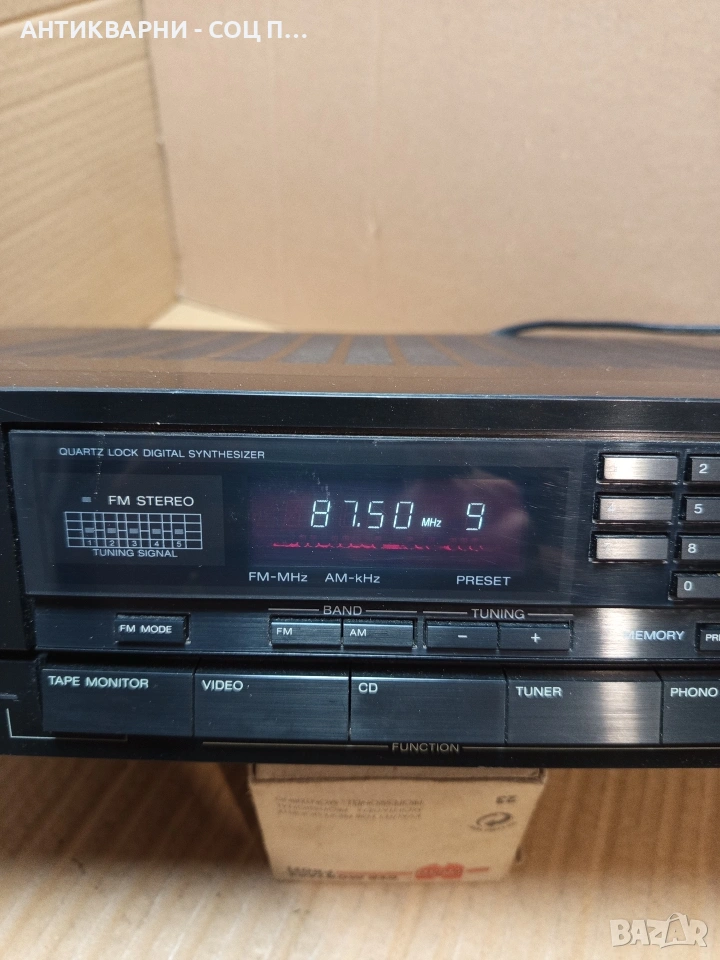 АНТИКВАРНИ - СОЦ П...
QUARTZ LOCK DIGITAL SYNTHESIZER
FM STEREO
1 2 3 4 5
TUNING SIGNAL
87.50 MHz 9
FM-MHz AM-kHz PRESET
2
5
8
0
BAND
TUNING
FM MODE
FM
AM
-
+
MEMORY
TAPE MONITOR
VIDEO
CD
TUNER
PHONO
FUNCTION
23
BAZAR